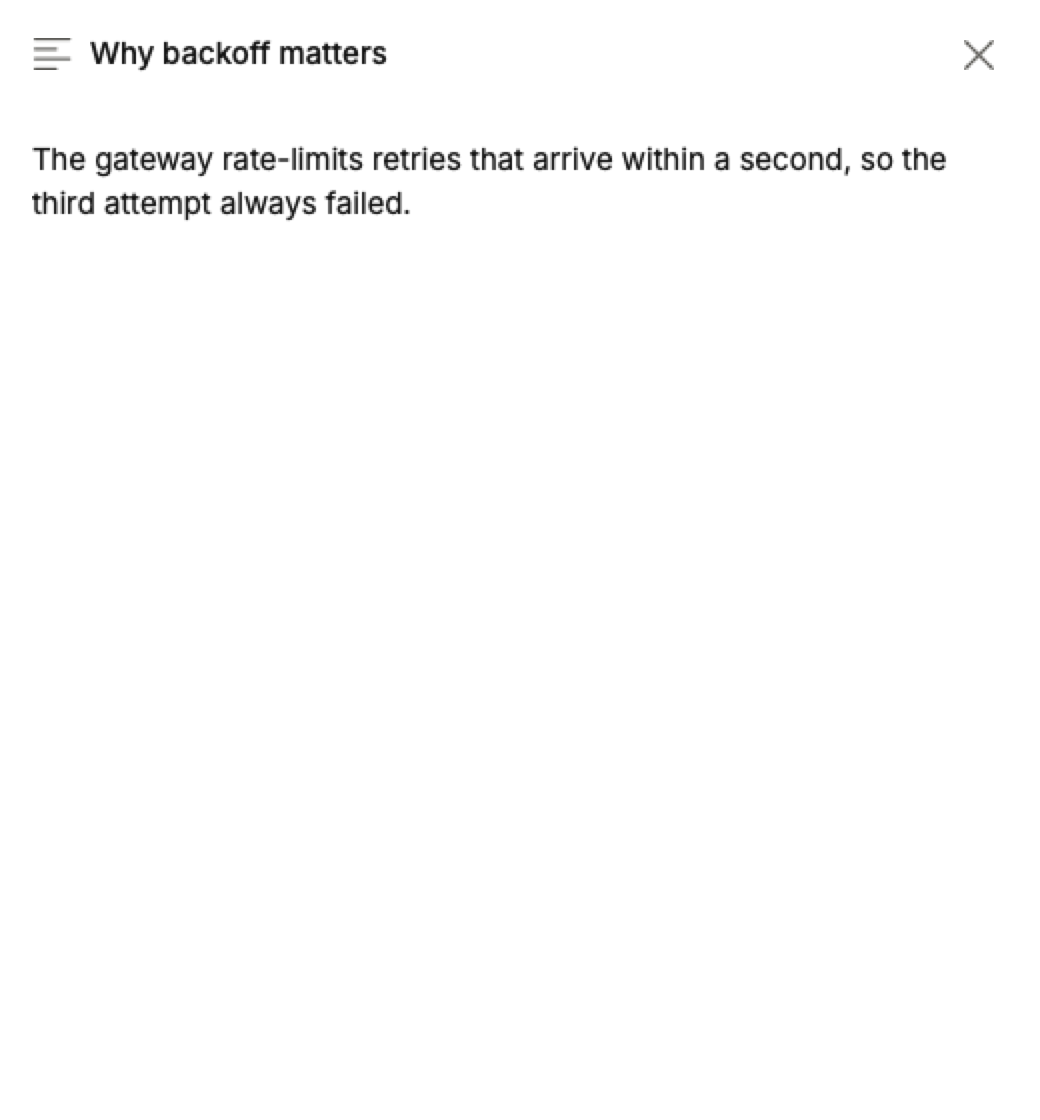 Why backoff matters
The gateway rate-limits retries that arrive within a second, so the
third attempt always failed.